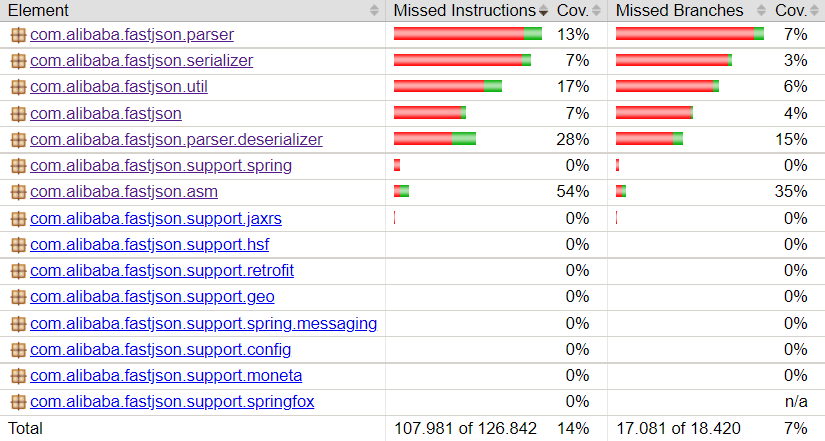 Element Missed Instructions Cov. Missed Branches Cov.
com.alibaba.fastjson.parser 13% 7%
com.alibaba.fastjson.serializer 7% 3%
com.alibaba.fastjson.util 17% 6%
com.alibaba.fastjson 7% 4%
com.alibaba.fastjson.parser.deserializer 28% 15%
com.alibaba.fastjson.support.spring 0% 0%
com.alibaba.fastjson.asm 54% 35%
com.alibaba.fastjson.support.jaxrs 0% 0%
com.alibaba.fastjson.support.hsf 0% 0%
com.alibaba.fastjson.support.retrofit 0% 0%
com.alibaba.fastjson.support.geo 0% 0%
com.alibaba.fastjson.support.spring.messaging 0% 0%
com.alibaba.fastjson.support.config 0% 0%
com.alibaba.fastjson.support.moneta 0% 0%
com.alibaba.fastjson.support.springfox 0% n/a
Total 107.981 of 126.842 14% 17.081 of 18.420 7%